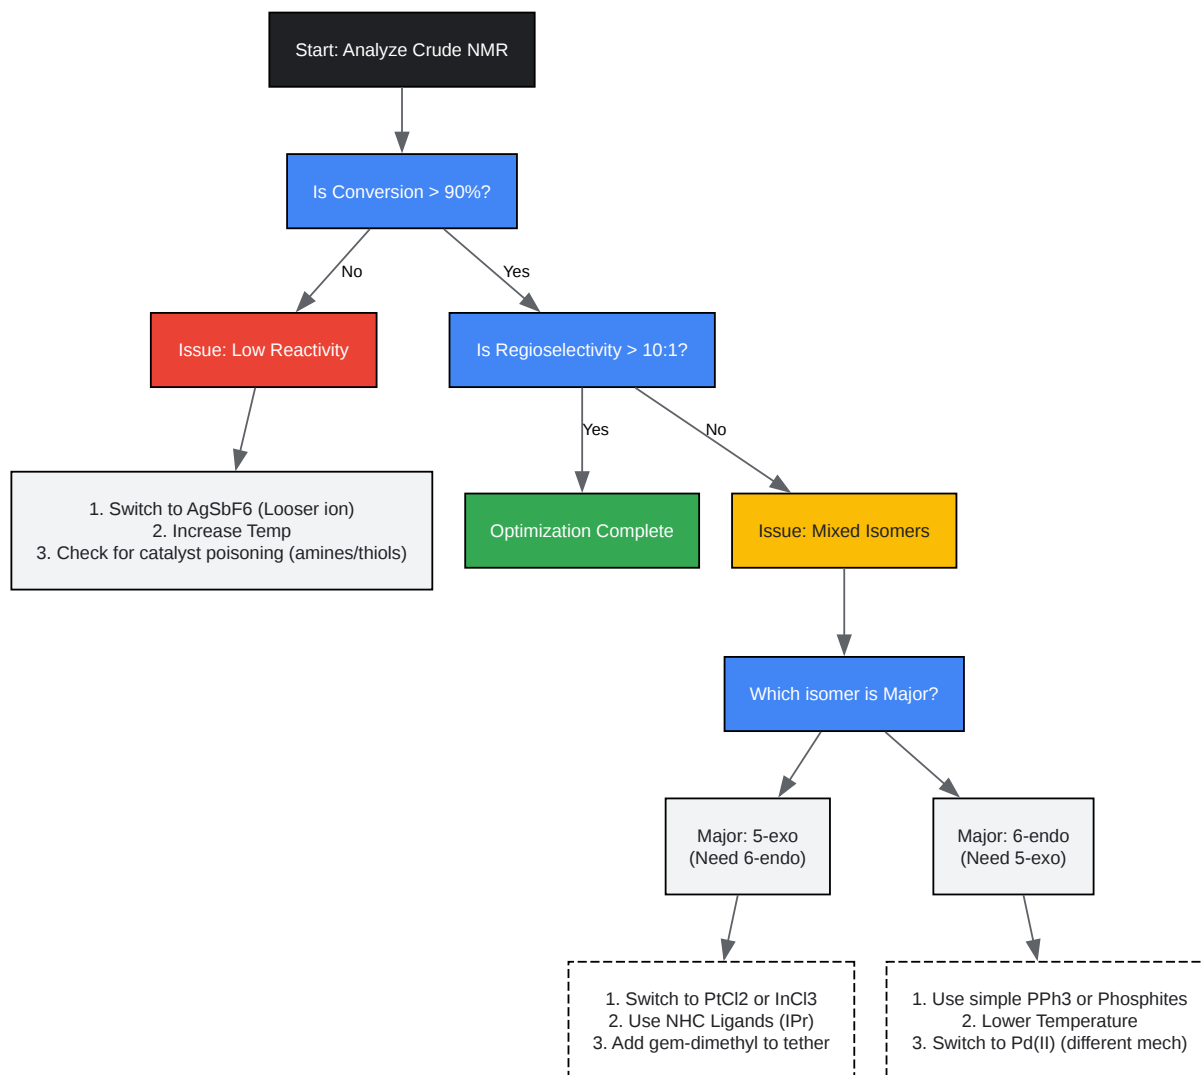 Start: Analyze Crude NMR
Is Conversion > 90%?
No
Yes
Issue: Low Reactivity
Is Regioselectivity > 10:1?
Yes
No
1. Switch to AgSbF6 (Looser ion)
2. Increase Temp
3. Check for catalyst poisoning (amines/thiols)
Optimization Complete
Issue: Mixed Isomers
Which isomer is Major?
Major: 5-exo
(Need 6-endo)
Major: 6-endo
(Need 5-exo)
1. Switch to PtCl2 or InCl3
2. Use NHC Ligands (IPr)
3. Add gem-dimethyl to tether
1. Use simple PPh3 or Phosphites
2. Lower Temperature
3. Switch to Pd(II) (different mech)